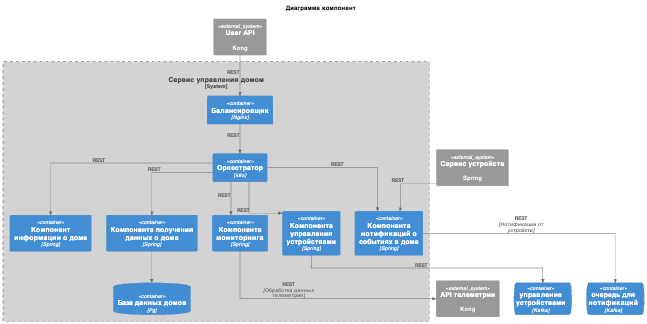 Диаграмма компонент
«external_system»
User API
Kong
REST
Сервис управления домом
[System]
«container»
Балансировщик
[Nginx]
REST
«container»
Оркестратор
[k8s]
REST
REST
REST
REST
REST
REST
«external_system»
Сервис устройств
Spring
«container»
Компонент
информации о доме
[Spring]
«container»
Компонента получения
данных о доме
[Spring]
«container»
Компонента
мониторинга
[Spring]
«container»
Компонента
управления
устройствами
[Spring]
«container»
Компонента
нотификаций о
событиях в доме
[Spring]
REST
[Нотификации от
устройств]
REST
REST
[Обработка данных
телеметрии]
«container»
База данных домов
[Pg]
«external_system»
API телеметрии
Kong
«container»
управление
устройствами
[Kafka]
«container»
очередь для
нотификаций
[Kafka]